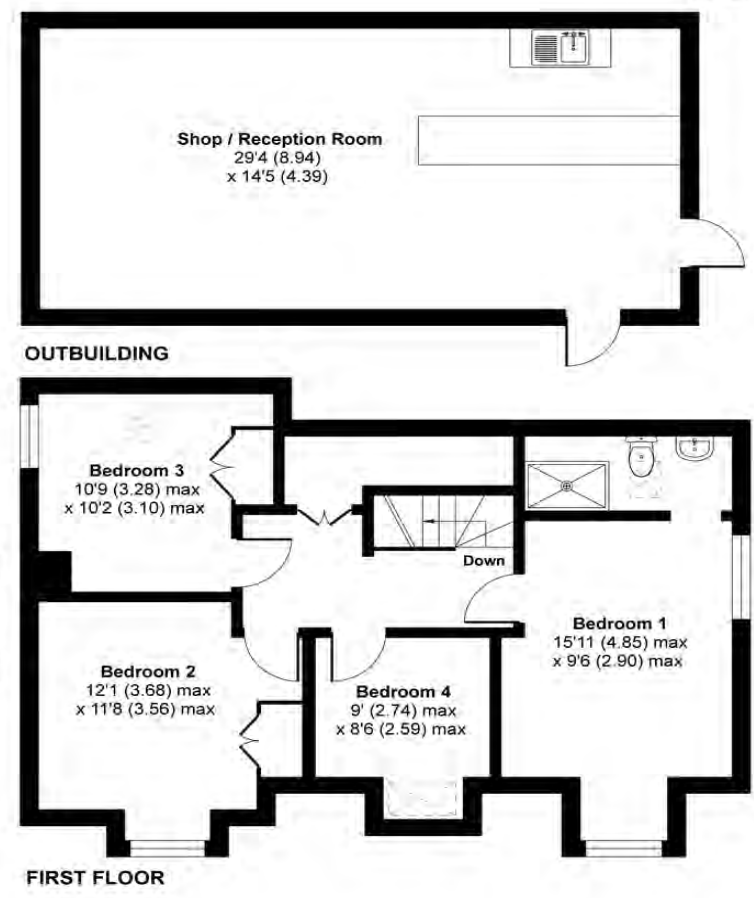 Shop / Reception Room
29'4 (8.94)
x 14'5 (4.39)
OUTBUILDING
Bedroom 3
10'9 (3.28) max
x 10'2 (3.10) max
Down
Bedroom 1
15'11 (4.85) max
x 9'6 (2.90) max
Bedroom 2
12'1 (3.68) max
x 11'8 (3.56) max
Bedroom 4
9' (2.74) max
x 8'6 (2.59) max
FIRST FLOOR